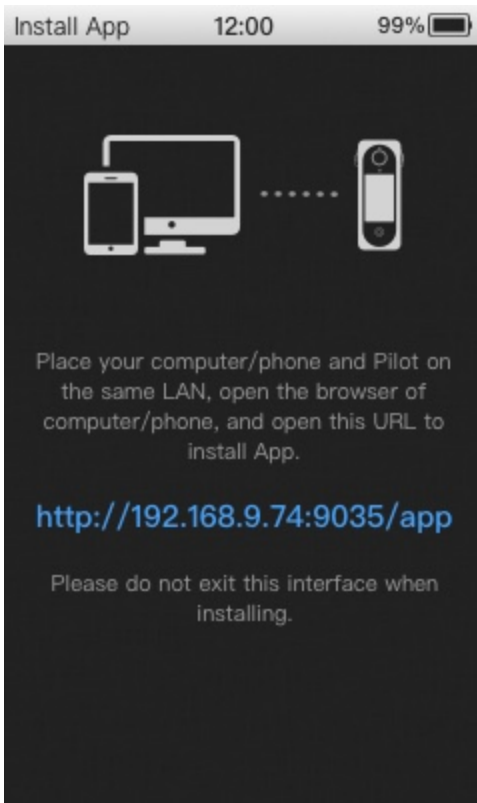 Install App 12:00 99%
Place your computer/phone and Pilot on
the same LAN, open the browser of
computer/phone, and open this URL to
install App.
http://192.168.9.74:9035/app
Please do not exit this interface when
installing.